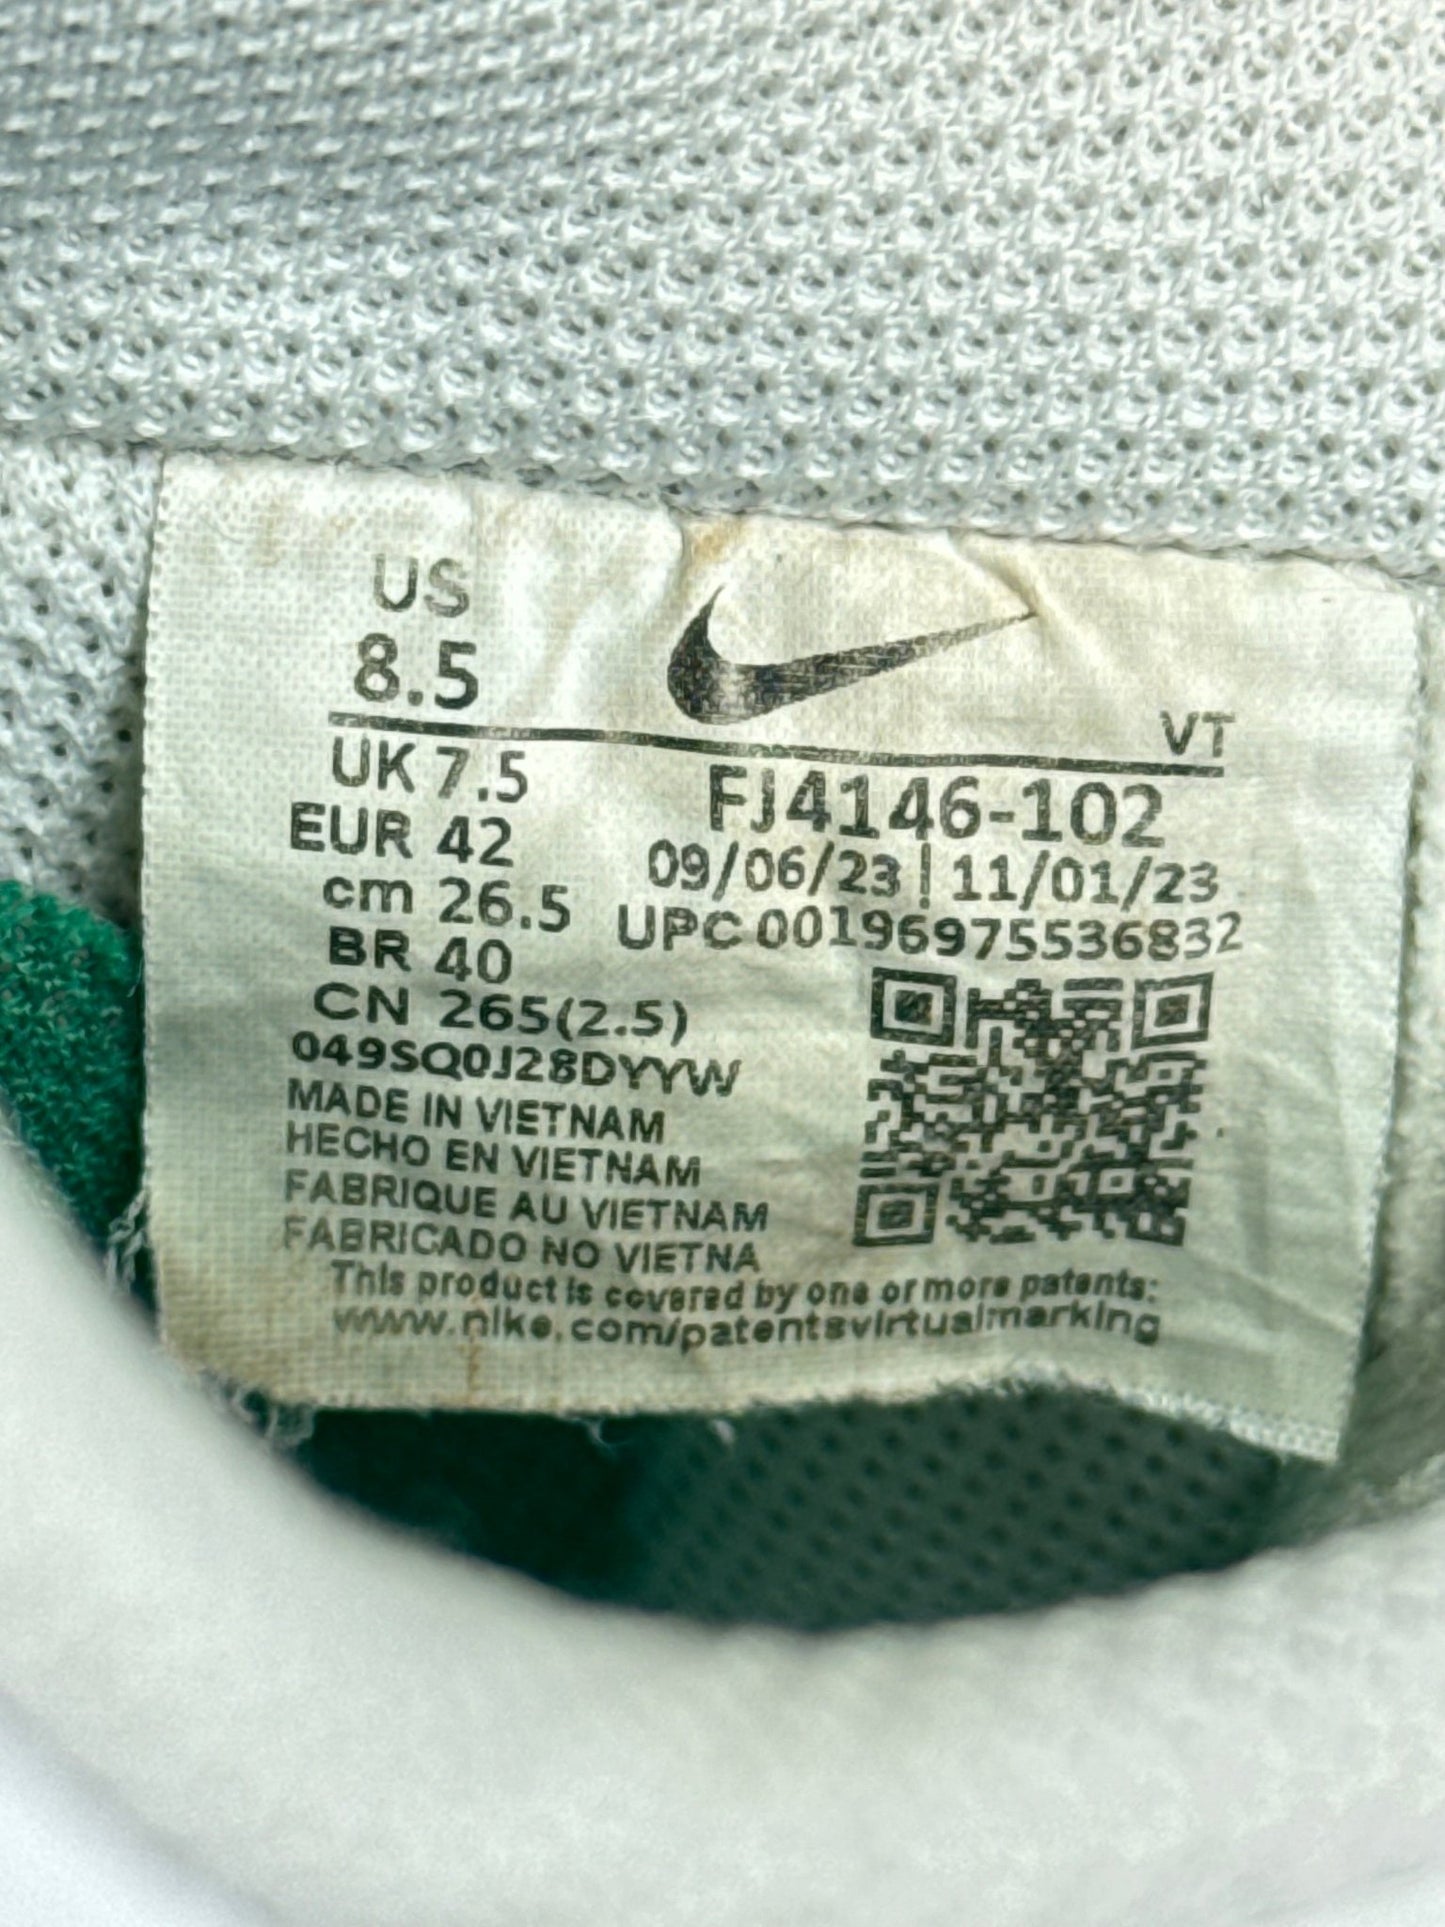 US
8.5
VT
UK 7.5
FJ4146-102
EUR 42
09/06/23 | 11/01/23
cm 26.5
UPC 00196975536832
BR 40
CN 265(2.5)
049SQ0J28DYYW
MADE IN VIETNAM
HECHO EN VIETNAM
FABRIQUE AU VIETNAM
FABRICADO NO VIETNA
This product is covered by one or more patents:
www.nike.com/patentsvirtualmarking